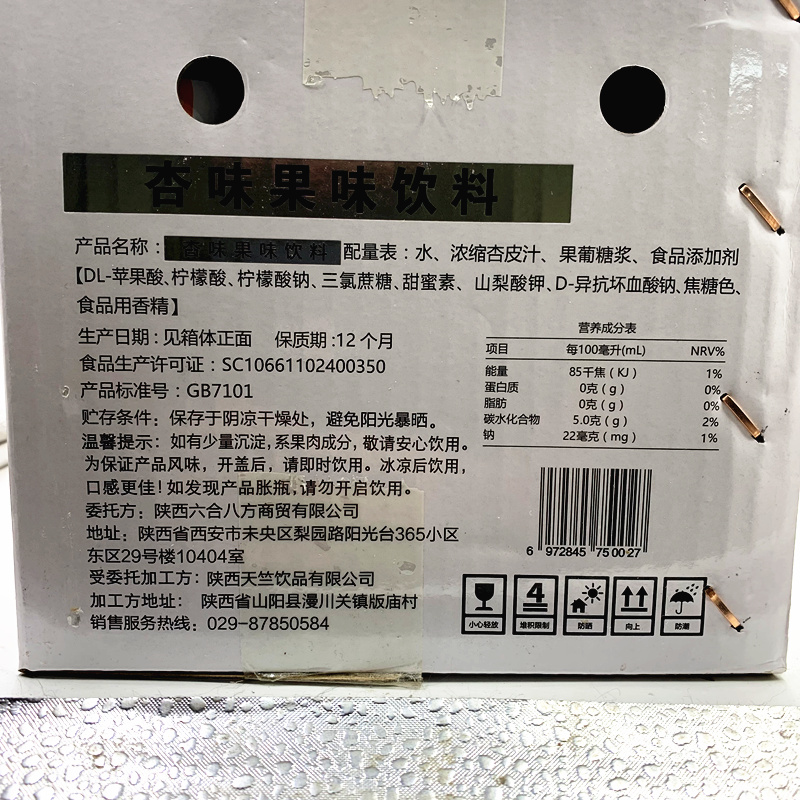 杏味果味饮料
产品名称：杏味果味饮料 配量表：水、浓缩杏皮汁、果葡糖浆、食品添加剂
【DL-苹果酸、柠檬酸、柠檬酸钠、三氯蔗糖、甜蜜素、山梨酸钾、D-异抗坏血酸钠、焦糖色、
食品用香精】
生产日期：见箱体正面 保质期:12个月
食品生产许可证：SC10661102400350
产品标准号：GB7101
贮存条件：保存于阴凉干燥处，避免阳光暴晒。
温馨提示：如有少量沉淀,系果肉成分,敬请安心饮用。
为保证产品风味，开盖后，请即时饮用。冰凉后饮用，
口感更佳！如发现产品胀瓶,请勿开启饮用。
委托方：陕西六合八方商贸有限公司
地址：陕西省西安市未央区梨园路阳光台365小区
东区29号楼10404室
受委托加工方：陕西天竺饮品有限公司
加工方地址：陕西省山阳县漫川关镇版庙村
销售服务热线：029-87850584
营养成分表
项目 每100毫升(mL) NRV%
能量 85千焦（KJ） 1%
蛋白质 0克（g） 0%
脂肪 0克（g） 0%
碳水化合物 5.0克（g） 2%
钠 22毫克（mg） 1%
6 972845 750027
4
小心轻放 堆积限制 防晒 向上 防潮